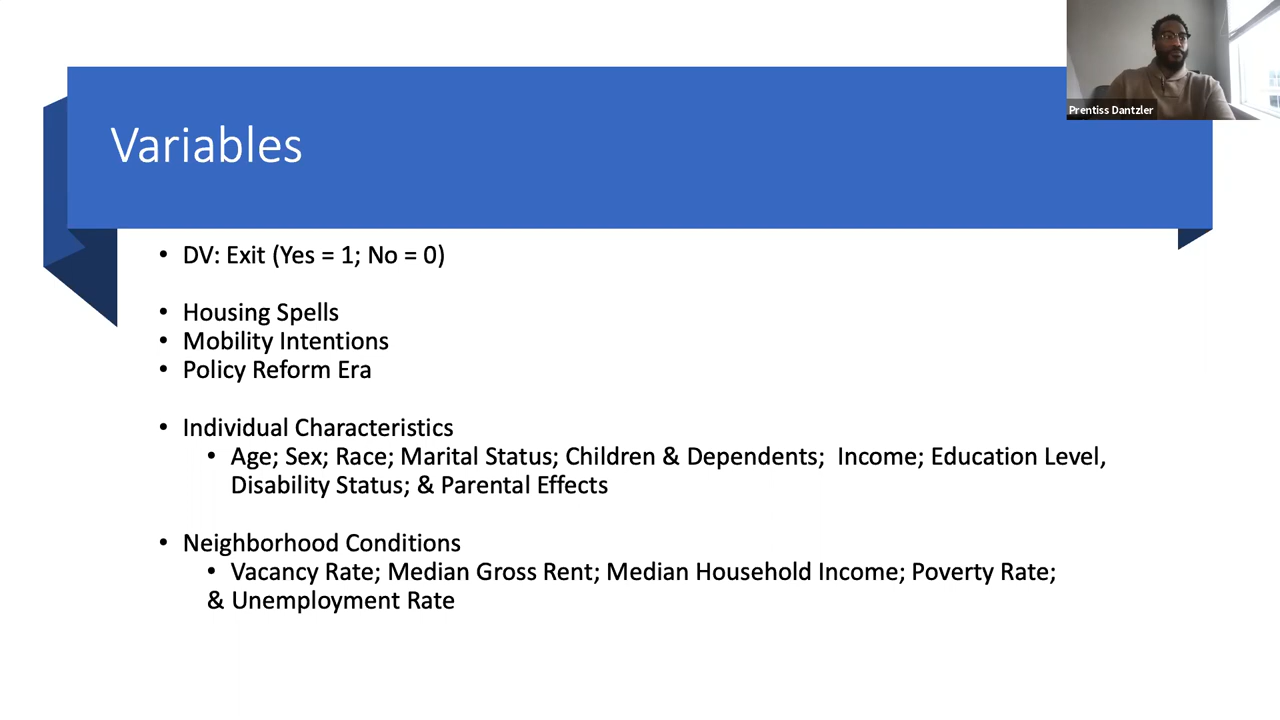 Prentiss Dantzler
Variables
• DV: Exit (Yes = 1; No = 0)
• Housing Spells
• Mobility Intentions
• Policy Reform Era
• Individual Characteristics
• Age; Sex; Race; Marital Status; Children & Dependents;  Income; Education Level,
Disability Status; & Parental Effects
• Neighborhood Conditions
• Vacancy Rate; Median Gross Rent; Median Household Income; Poverty Rate;
& Unemployment Rate